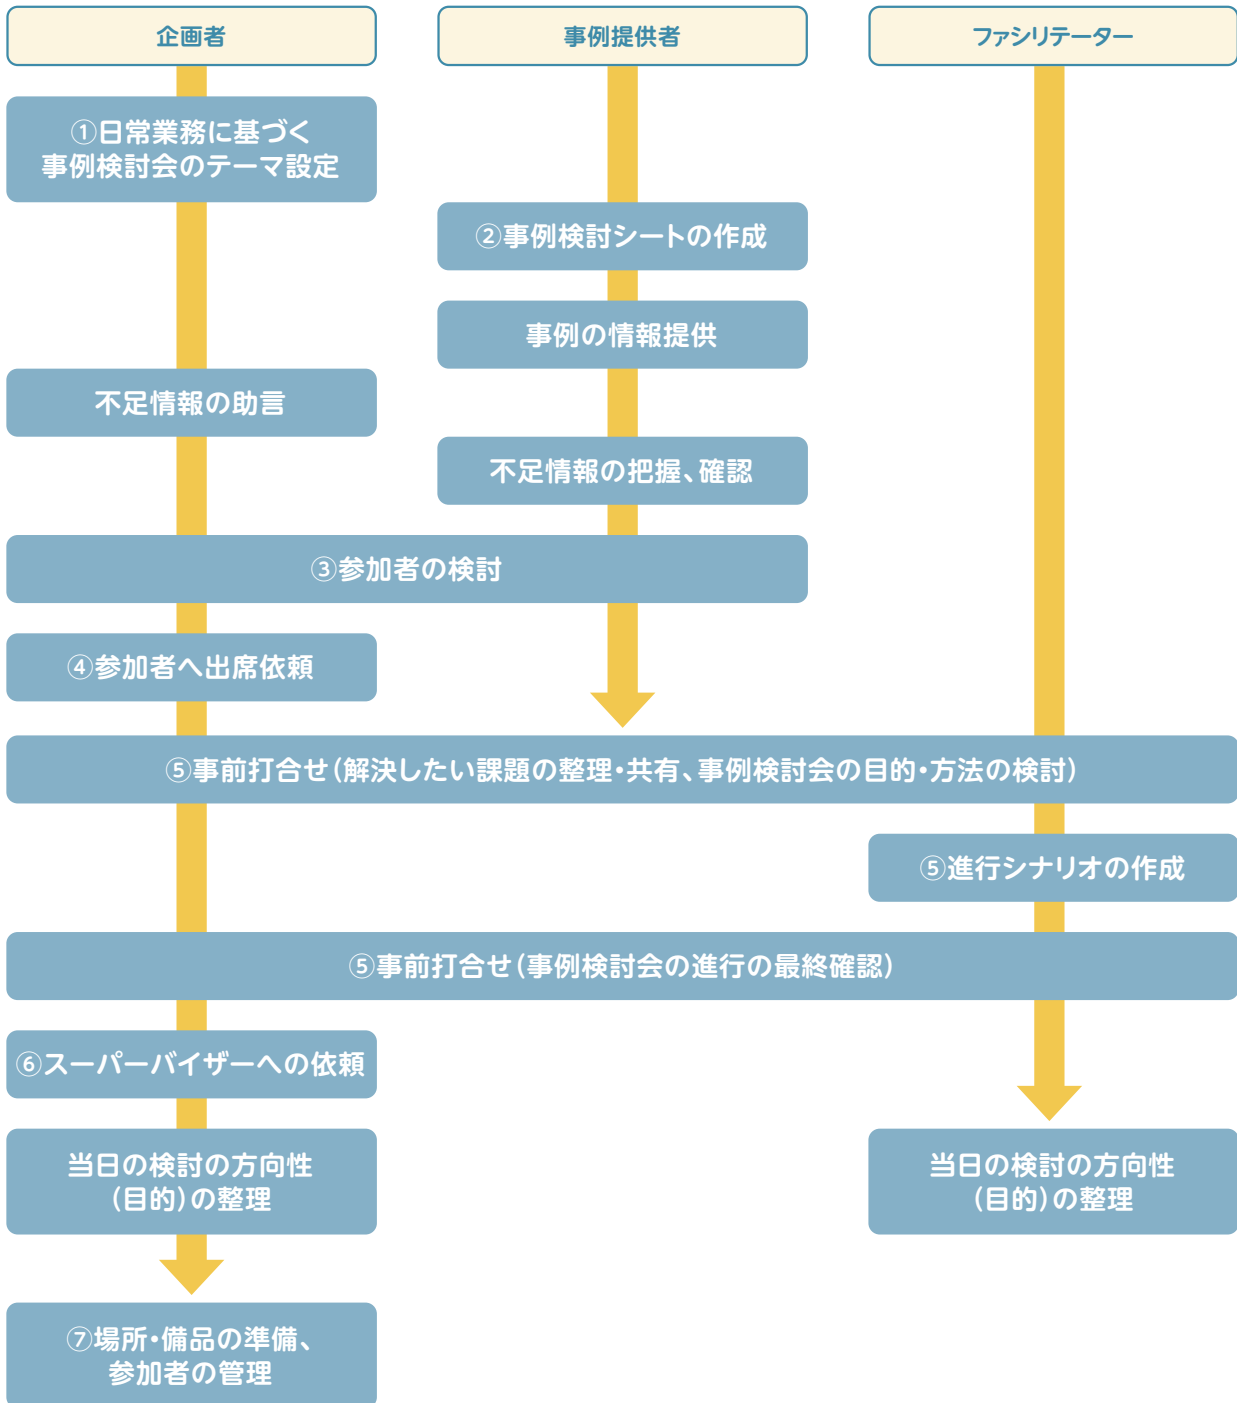 企画者
事例提供者
ファシリテーター
①日常業務に基づく
事例検討会のテーマ設定
②事例検討シートの作成
事例の情報提供
不足情報の助言
不足情報の把握、確認
③参加者の検討
④参加者へ出席依頼
⑤事前打合せ(解決したい課題の整理・共有、事例検討会の目的・方法の検討)
⑤進行シナリオの作成
⑤事前打合せ(事例検討会の進行の最終確認)
⑥スーパーバイザーへの依頼
当日の検討の方向性
(目的)の整理
当日の検討の方向性
(目的)の整理
⑦場所・備品の準備、
参加者の管理